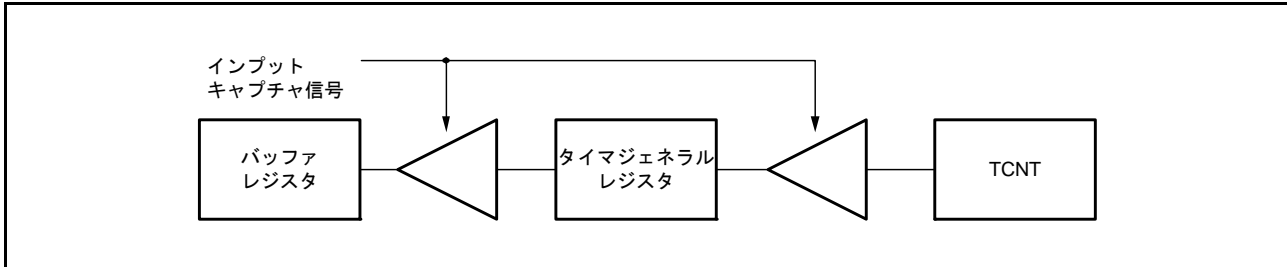 インプット
キャプチャ信号
バッファ
レジスタ
タイマジェネラル
レジスタ
TCNT